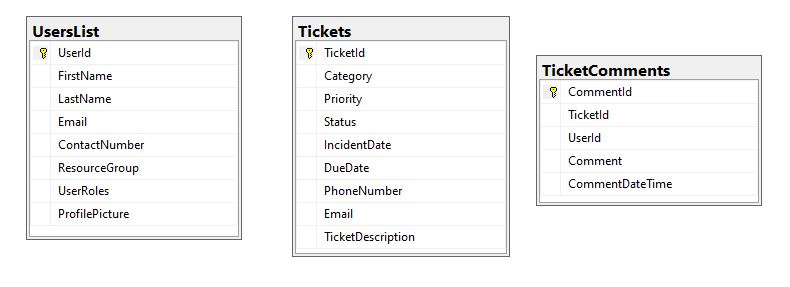 UsersList
UserId
FirstName
LastName
Email
ContactNumber
ResourceGroup
UserRoles
ProfilePicture
Tickets
TicketId
Category
Priority
Status
IncidentDate
DueDate
PhoneNumber
Email
TicketDescription
TicketComments
CommentId
TicketId
UserId
Comment
CommentDateTime